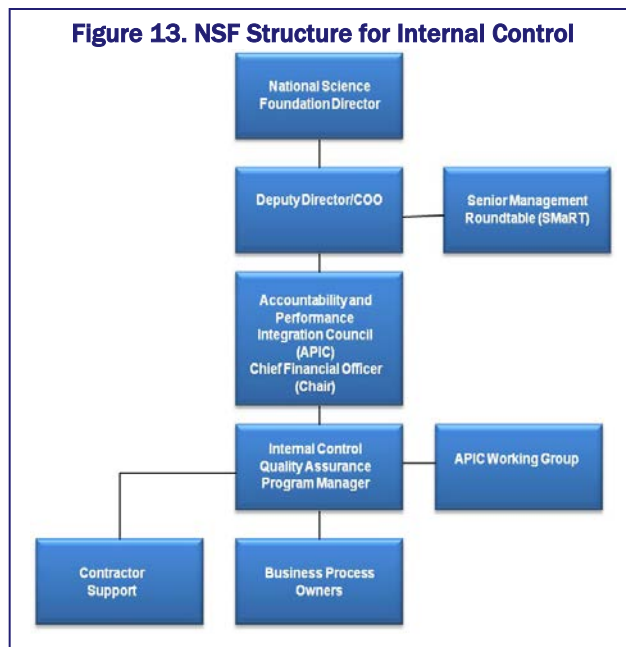 Figure 13. NSF Structure for Internal Control
National Science
Foundation Director
Deputy Director/COO
Senior Management
Roundtable (SMaRT)
Accountability and
Performance
Integration Council
(APIC)
Chief Financial Officer
(Chair)
Internal Control
Quality Assurance
Program Manager
APIC Working Group
Contractor
Support
Business Process
Owners